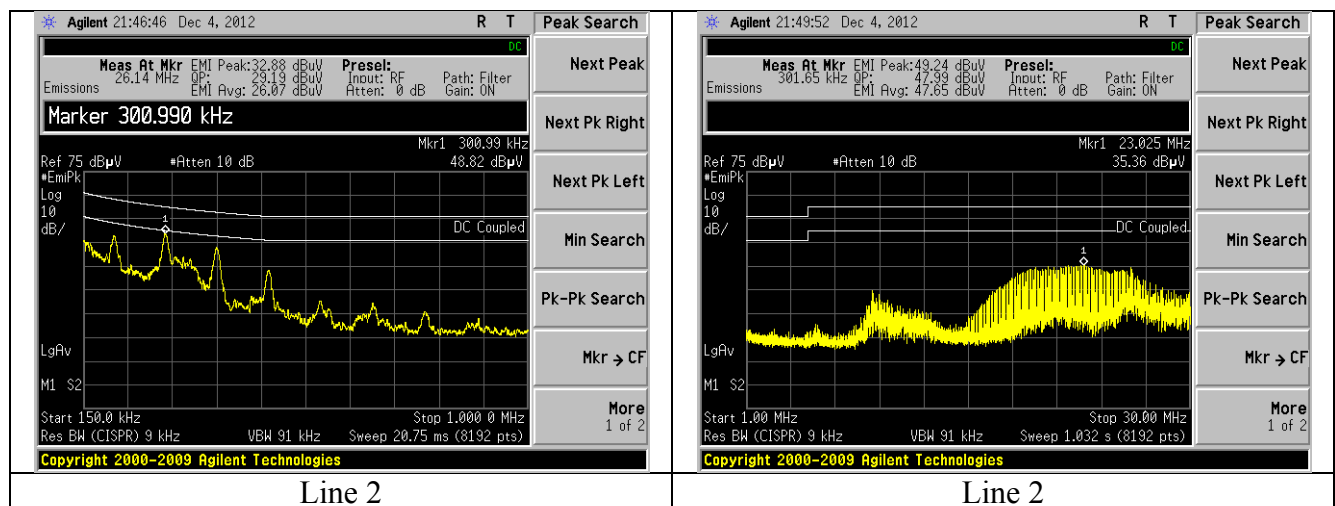 Agilent 21:46:46 Dec 4, 2012 R T
Peak Search
DC
Meas At Mkr EMI Peak:32.88 dBuV Presel:
26.14 MHz QP: 29.19 dBuV Input: RF Path: Filter
Emissions EMI Avg: 26.07 dBuV Atten: 0 dB Gain: ON
Marker 300.990 kHz
Mkr1 300.99 kHz
Ref 75 dBµV #Atten 10 dB 48.82 dBµV
#EmiPk
Log
10
dB/
1
DC Coupled
LgAv
M1 S2
Start 150.0 kHz Stop 1.000 0 MHz
Res BW (CISPR) 9 kHz VBW 91 kHz Sweep 20.75 ms (8192 pts)
Copyright 2000-2009 Agilent Technologies
Next Peak
Next Pk Right
Next Pk Left
Min Search
Pk-Pk Search
Mkr → CF
More
1 of 2
Line 2
Agilent 21:49:52 Dec 4, 2012 R T
Peak Search
DC
Meas At Mkr EMI Peak:49.24 dBuV Presel:
301.65 kHz QP: 47.99 dBuV Input: RF Path: Filter
Emissions EMI Avg: 47.65 dBuV Atten: 0 dB Gain: ON
Mkr1 23.025 MHz
Ref 75 dBµV #Atten 10 dB 35.36 dBµV
#EmiPk
Log
10
dB/
DC Coupled
1
LgAv
M1 S2
Start 1.00 MHz Stop 30.00 MHz
Res BW (CISPR) 9 kHz VBW 91 kHz Sweep 1.032 s (8192 pts)
Copyright 2000-2009 Agilent Technologies
Next Peak
Next Pk Right
Next Pk Left
Min Search
Pk-Pk Search
Mkr → CF
More
1 of 2
Line 2